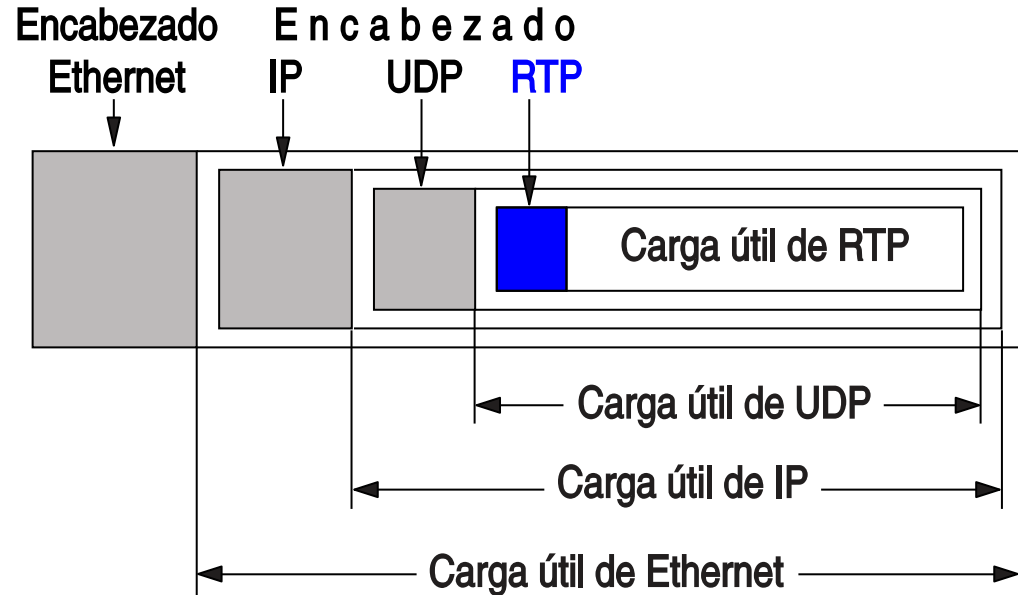 Encabezado Encabezado
Ethernet IP UDP RTP
Carga útil de RTP
Carga útil de UDP
Carga útil de IP
Carga útil de Ethernet